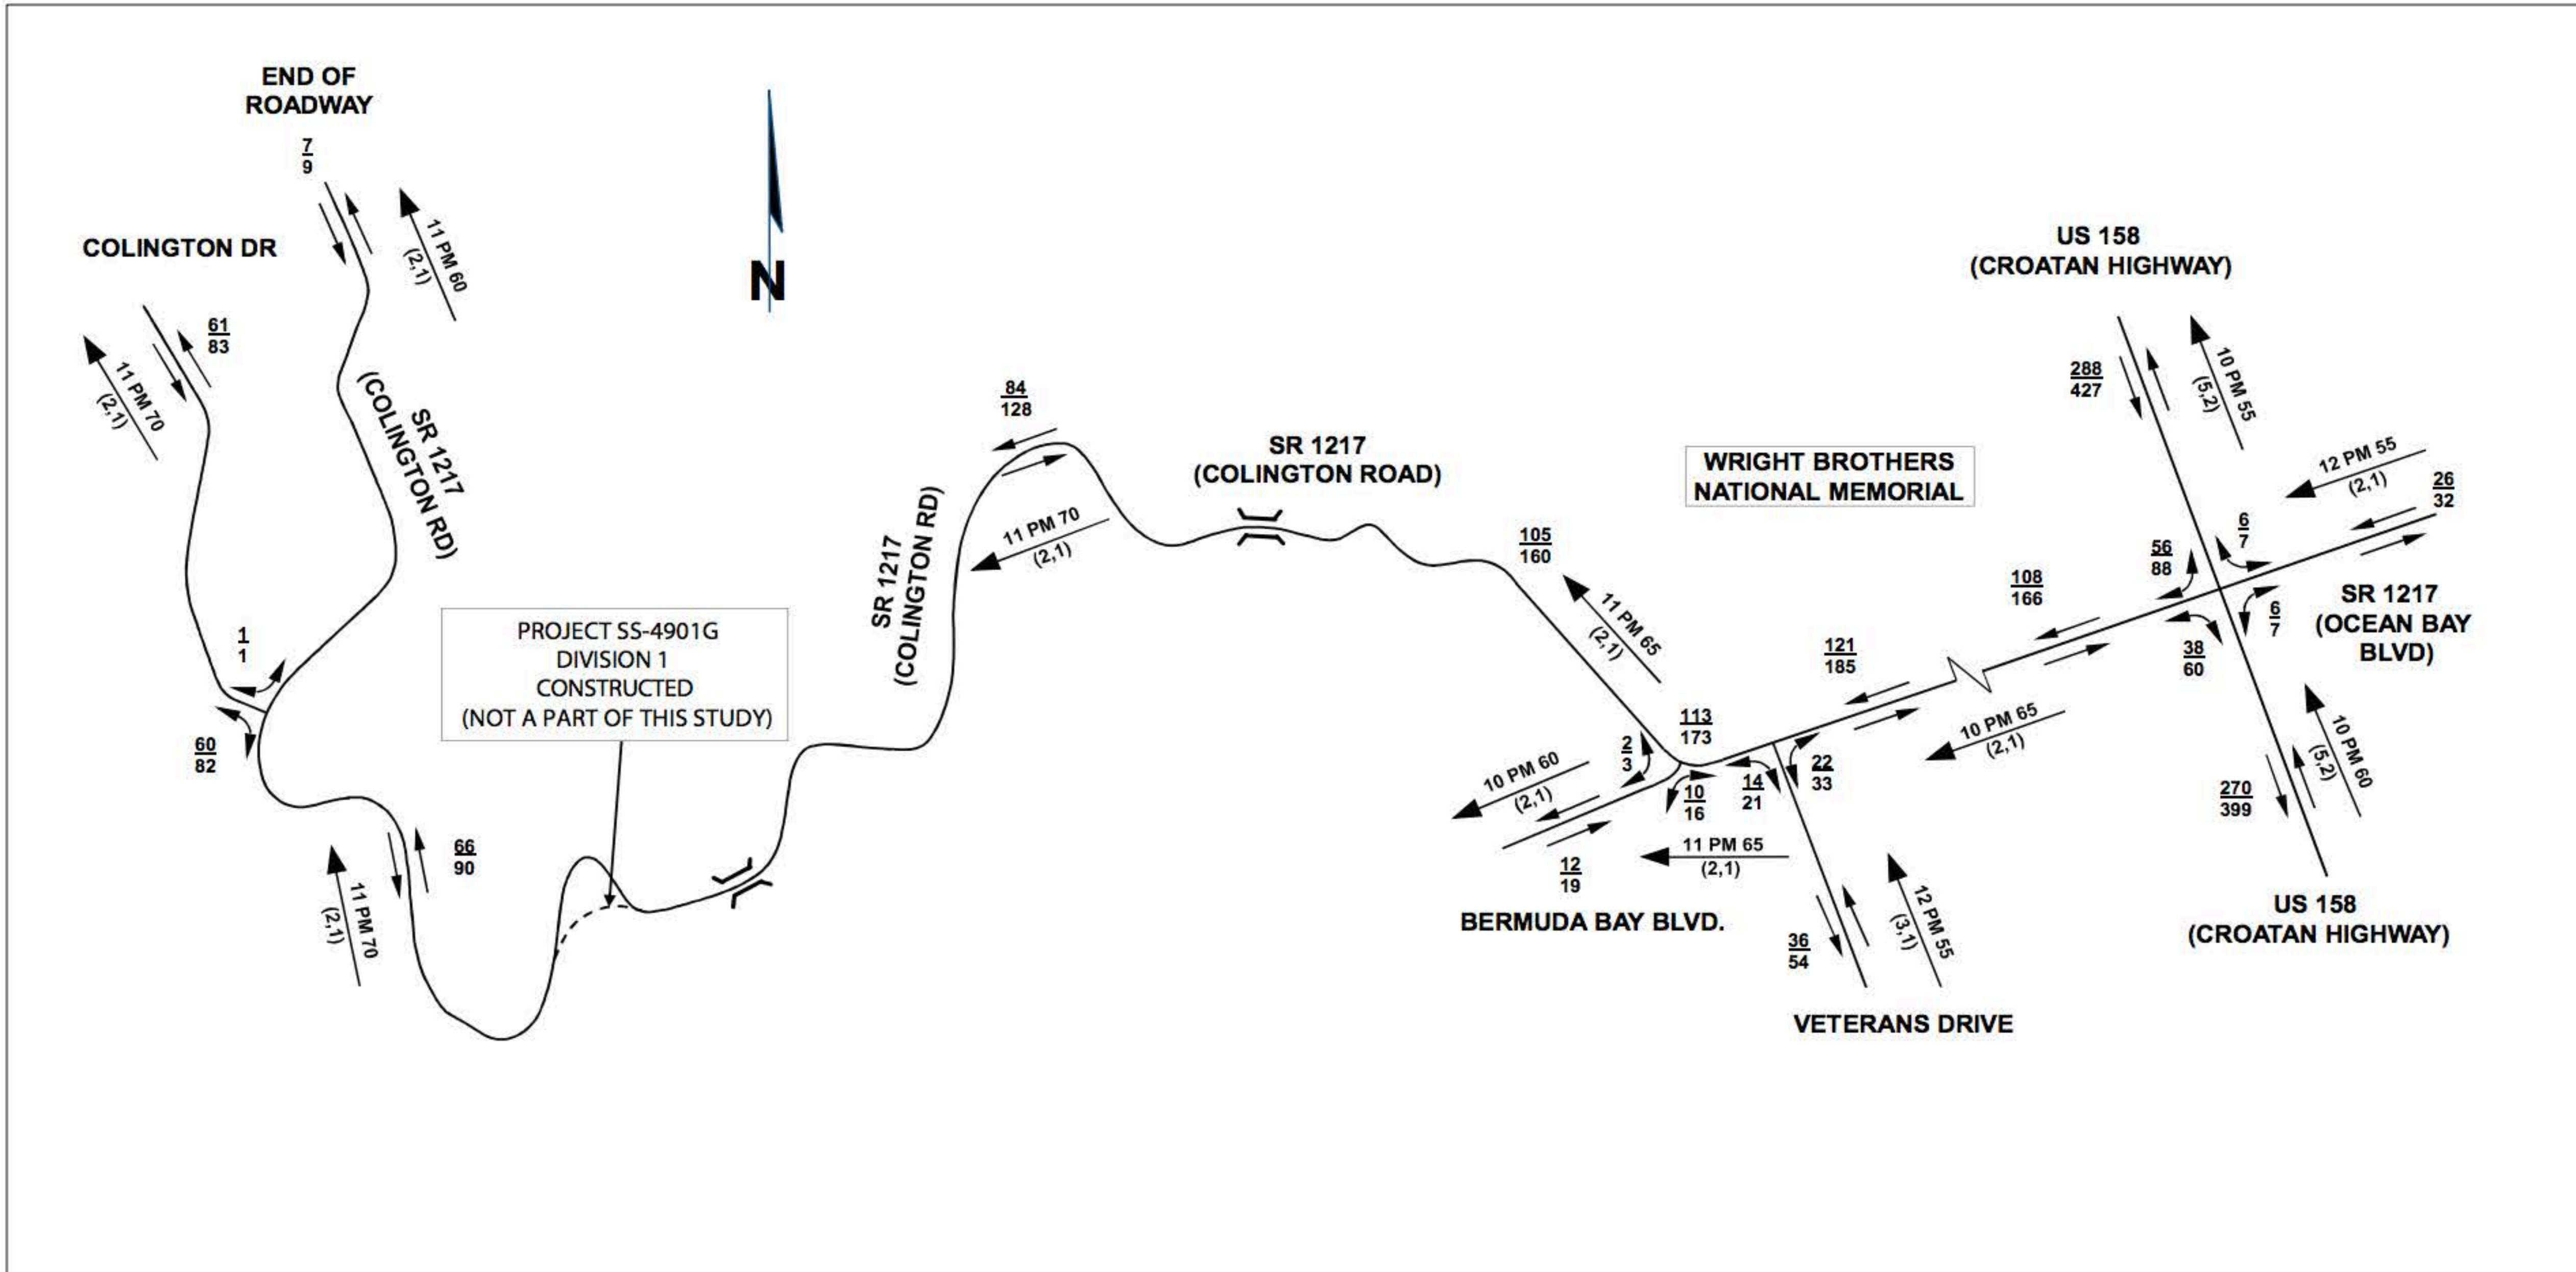 END OF
ROADWAY
7
9
11 PM 60
(2,1)
COLINGTON DR
61
83
11 PM 70
(2,1)
SR 1217
(COLINGTON RD)
1
1
60
82
66
90
11 PM 70
(2,1)
PROJECT SS-4901G
DIVISION 1
CONSTRUCTED
(NOT A PART OF THIS STUDY)
N
84
128
11 PM 70
(2,1)
SR 1217
(COLINGTON RD)
SR 1217
(COLINGTON ROAD)
105
160
11 PM 65
(2,1)
WRIGHT BROTHERS
NATIONAL MEMORIAL
113
173
2
3
10 PM 60
(2,1)
12
19
BERMUDA BAY BLVD.
10
16
11 PM 65
(2,1)
14
21
22
33
36
54
12 PM 55
(3,1)
VETERANS DRIVE
121
185
10 PM 65
(2,1)
108
166
US 158
(CROATAN HIGHWAY)
288
427
10 PM 55
(5,2)
12 PM 55
(2,1)
26
32
56
88
6
7
38
60
6
7
SR 1217
(OCEAN BAY
BLVD)
270
399
10 PM 60
(5,2)
US 158
(CROATAN HIGHWAY)